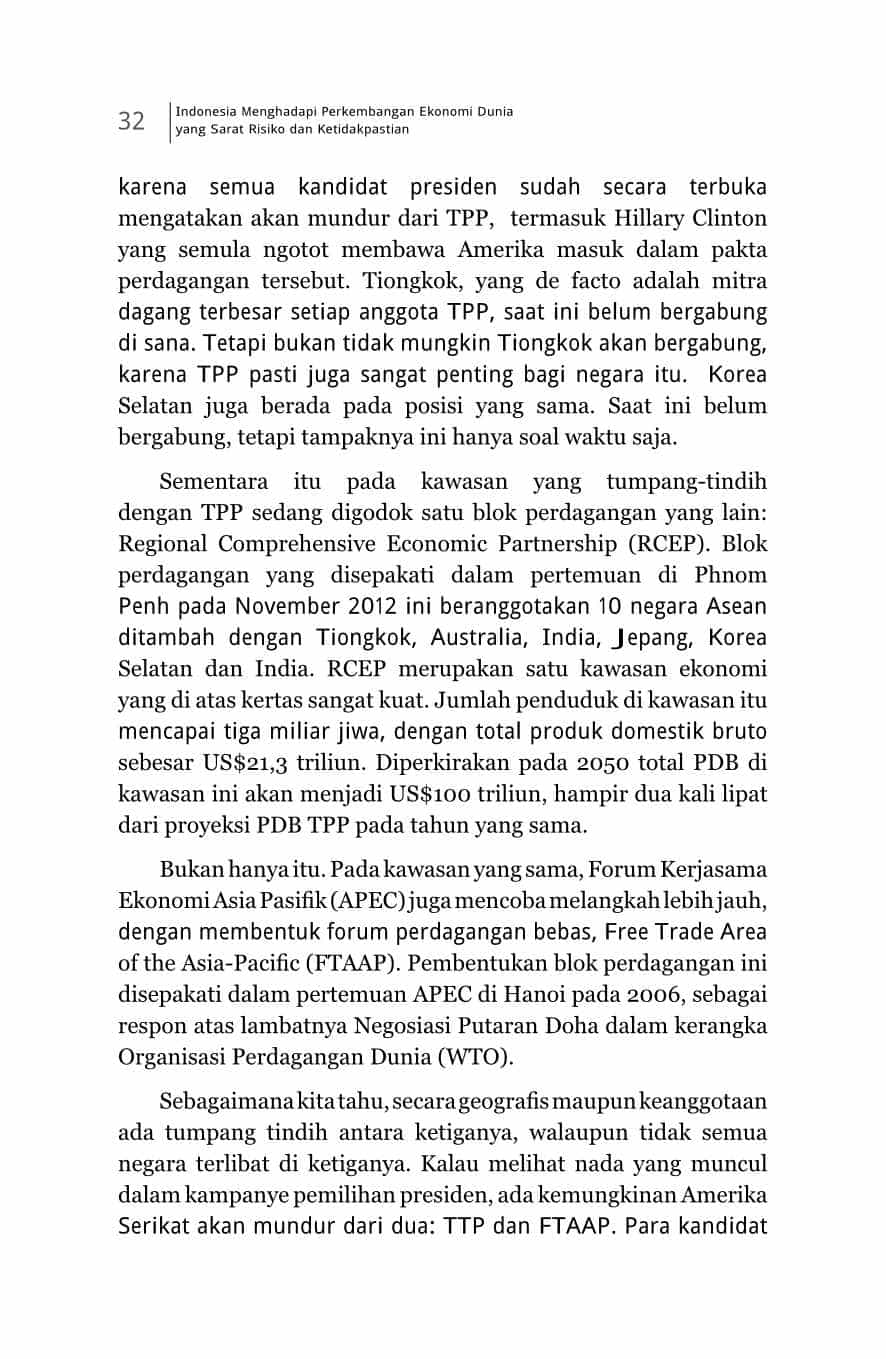 32
Indonesia Menghadapi Perkembangan Ekonomi Dunia
yang Sarat Risiko dan Ketidakpastian
karena semua kandidat presiden sudah secara terbuka
mengatakan akan mundur dari TPP, termasuk Hillary Clinton
yang semula ngotot membawa Amerika masuk dalam pakta
perdagangan tersebut. Tiongkok, yang de facto adalah mitra
dagang terbesar setiap anggota TPP, saat ini belum bergabung
di sana. Tetapi bukan tidak mungkin Tiongkok akan bergabung,
karena TPP pasti juga sangat penting bagi negara itu. Korea
Selatan juga berada pada posisi yang sama. Saat ini belum
bergabung, tetapi tampaknya ini hanya soal waktu saja.
Sementara itu pada kawasan yang tumpang-tindih
dengan TPP sedang digodok satu blok perdagangan yang lain:
Regional Comprehensive Economic Partnership (RCEP). Blok
perdagangan yang disepakati dalam pertemuan di Phnom
Penh pada November 2012 ini beranggotakan 10 negara Asean
ditambah dengan Tiongkok, Australia, India, Jepang, Korea
Selatan dan India. RCEP merupakan satu kawasan ekonomi
yang di atas kertas sangat kuat. Jumlah penduduk di kawasan itu
mencapai tiga miliar jiwa, dengan total produk domestik bruto
sebesar US$21,3 triliun. Diperkirakan pada 2050 total PDB di
kawasan ini akan menjadi US$100 triliun, hampir dua kali lipat
dari proyeksi PDB TPP pada tahun yang sama.
Bukan hanya itu. Pada kawasan yang sama, Forum Kerjasama
Ekonomi Asia Pasifik (APEC) juga mencoba melangkah lebih jauh,
dengan membentuk forum perdagangan bebas, Free Trade Area
of the Asia-Pacific (FTAAP). Pembentukan blok perdagangan ini
disepakati dalam pertemuan APEC di Hanoi pada 2006, sebagai
respon atas lambatnya Negosiasi Putaran Doha dalam kerangka
Organisasi Perdagangan Dunia (WTO).
Sebagaimana kita tahu, secara geografis maupun keanggotaan
ada tumpang tindih antara ketiganya, walaupun tidak semua
negara terlibat di ketiganya. Kalau melihat nada yang muncul
dalam kampanye pemilihan presiden, ada kemungkinan Amerika
Serikat akan mundur dari dua: TTP dan FTAAP. Para kandidat